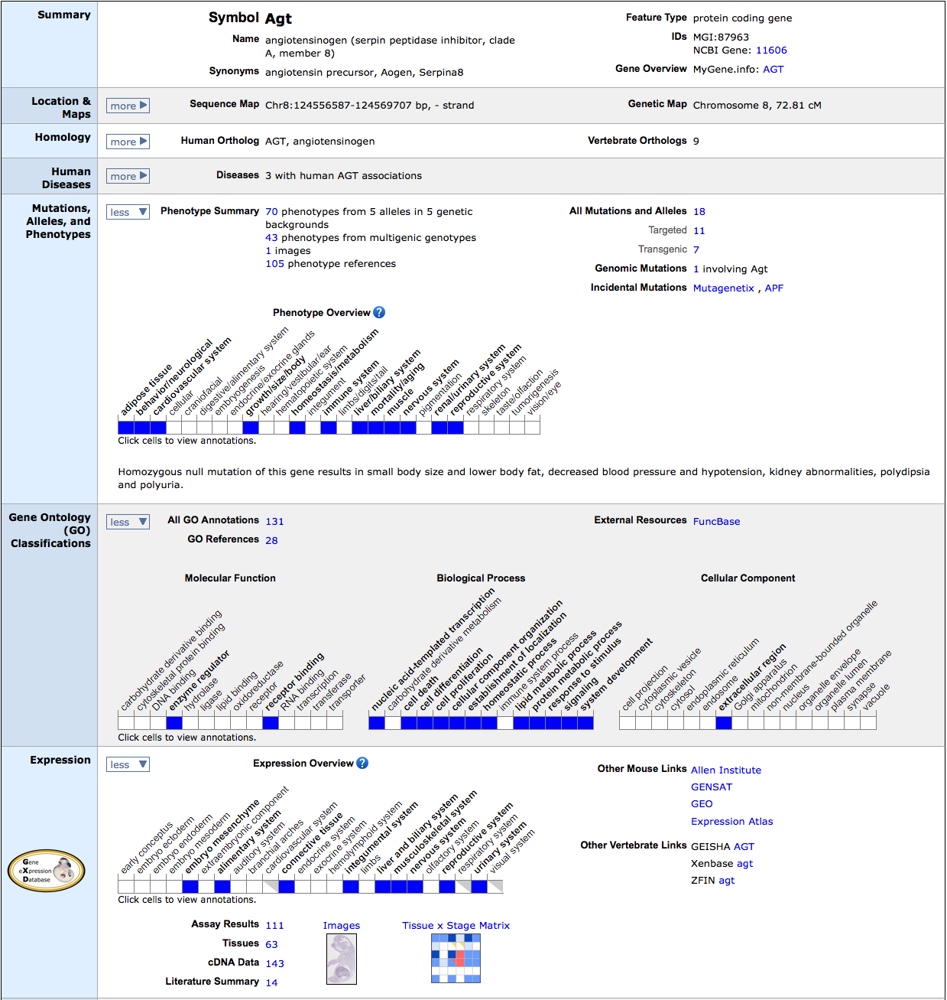 Summary
Symbol Agt
Name angiotensinogen (serpin peptidase inhibitor, clade
A, member 8)
Synonyms angiotensin precursor, Aogen, Serpina8
Feature Type protein coding gene
IDs MGI:87963
NCBI Gene: 11606
Gene Overview MyGene.info: AGT
Location &
Maps
more
Sequence Map Chr8:124556587-124569707 bp, - strand
Genetic Map Chromosome 8, 72.81 cM
Homology
more
Human Ortholog AGT, angiotensinogen
Vertebrate Orthologs 9
Human
Diseases
more
Diseases 3 with human AGT associations
Mutations,
Alleles, and
Phenotypes
less
Phenotype Summary 70 phenotypes from 5 alleles in 5 genetic
backgrounds
43 phenotypes from multigenic genotypes
1 images
105 phenotype references
All Mutations and Alleles 18
Targeted 11
Transgenic 7
Genomic Mutations 1 involving Agt
Incidental Mutations Mutagenetix , APF
Phenotype Overview ?
adipose tissue
behavior/neurological
cardiovascular system
cellular
craniofacial
digestive/alimentary system
embryogenesis
endocrine/exocrine glands
growth/size/body
hearing/vestibular/ear
hematopoietic system
homeostasis/metabolism
integument
immune system
limbs/digits/tail
liver/biliary system
mortality/aging
muscle
nervous system
pigmentation
renal/urinary system
reproductive system
respiratory system
skeleton
taste/olfaction
tumorigenesis
vision/eye
Click cells to view annotations.
Homozygous null mutation of this gene results in small body size and lower body fat, decreased blood pressure and hypotension, kidney abnormalities, polydipsia
and polyuria.
Gene Ontology
(GO)
Classifications
less
All GO Annotations 131
GO References 28
External Resources FuncBase
Molecular Function
carbohydrate derivative binding
cytoskeletal protein binding
DNA binding
enzyme regulator
hydrolase
ligase
lipid binding
oxidoreductase
receptor
receptor binding
RNA binding
transcription
transferase
transporter
Biological Process
nucleic acid-templated transcription
carbohydrate derivative metabolism
cell death
cell differentiation
cell proliferation
cellular component organization
establishment of localization
homeostatic process
immune system process
lipid metabolic process
protein metabolic process
response to stimulus
signaling
system development
Cellular Component
cell projection
cytoplasmic vesicle
cytoskeleton
cytosol
endoplasmic reticulum
endosome
extracellular region
Golgi apparatus
mitochondrion
non-membrane-bounded organelle
nucleus
organelle envelope
organelle lumen
plasma membrane
synapse
vacuole
Click cells to view annotations.
Expression
Gene
eXpression
Database
less
Expression Overview ?
early conceptus
embryo ectoderm
embryo endoderm
embryo mesoderm
embryo mesenchyme
extraembryonic component
alimentary system
auditory system
branchial arches
cardiovascular system
connective tissue
endocrine system
exocrine system
hemolymphoid system
integumental system
limbs
liver and biliary system
musculoskeletal system
nervous system
olfactory system
reproductive system
respiratory system
urinary system
visual system
Click cells to view annotations.
Assay Results 111
Tissues 63
cDNA Data 143
Literature Summary 14
Images
Tissue x Stage Matrix
Other Mouse Links Allen Institute
GENSAT
GEO
Expression Atlas
Other Vertebrate Links GEISHA AGT
Xenbase agt
ZFIN agt